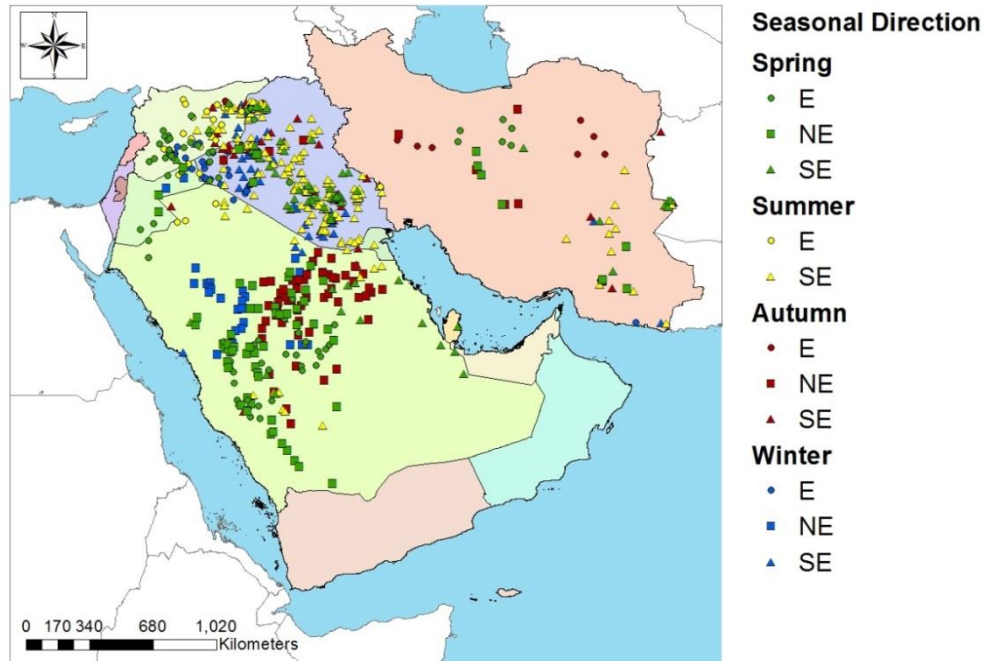 N
W E
S
0 170 340 680 1,020
Kilometers
Seasonal Direction
Spring
E
NE
SE
Summer
E
SE
Autumn
E
NE
SE
Winter
E
NE
SE